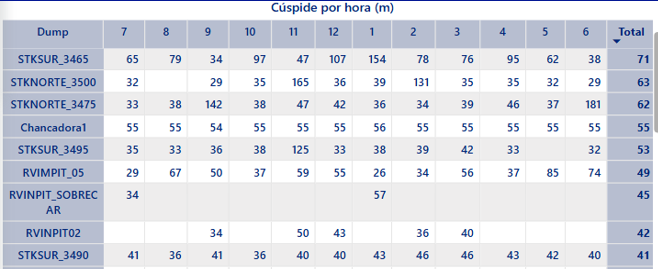 Cúspide por hora (m)
Dump 7 8 9 10 11 12 1 2 3 4 5 6 Total
STKSUR_3465 65 79 34 97 47 107 154 78 76 95 62 38 71
STKNORTE_3500 32 29 35 165 36 39 131 35 35 32 29 63
STKNORTE_3475 33 38 142 38 47 42 36 34 39 46 37 181 62
Chancadora1 55 55 54 55 55 55 56 55 55 55 55 55 55
STKSUR_3495 35 33 36 38 125 33 38 39 42 33 32 53
RVIMPIT_05 29 67 50 37 59 55 26 34 56 37 85 74 49
RVINPIT_SOBREC
AR 34 57 45
RVINPIT02 34 50 43 36 40 42
STKSUR_3490 41 36 41 36 40 40 43 46 46 43 42 40 41